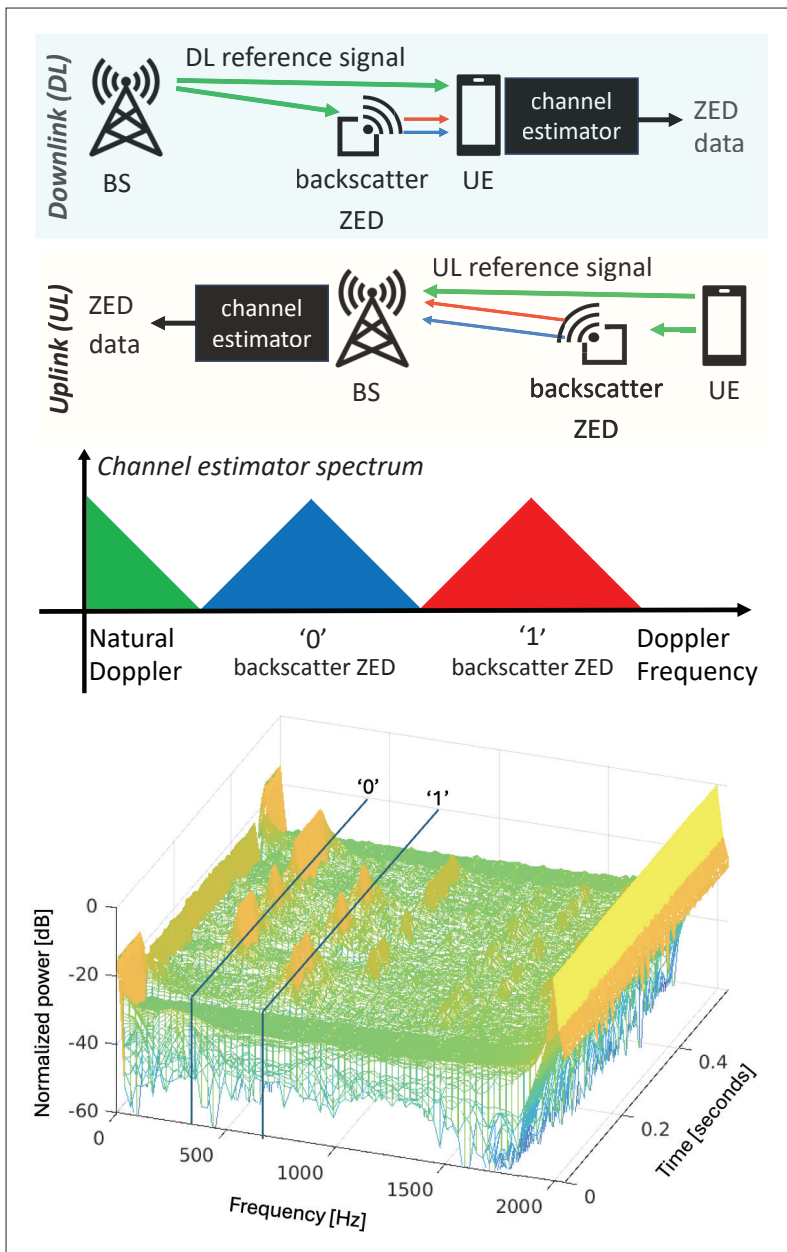 Downlink (DL)
DL reference signal
BS
backscatter
ZED
UE
channel
estimator
ZED
data
Uplink (UL)
UL reference signal
ZED
data
channel
estimator
BS
backscatter
ZED
UE
Channel estimator spectrum
Natural
Doppler
'0'
backscatter ZED
'1'
backscatter ZED
Doppler
Frequency
'0'
'1'
Normalized power [dB]
0
-20
-40
-60
0
500
1000
1500
2000
Frequency [Hz]
0
0.2
0.4
Time [seconds]